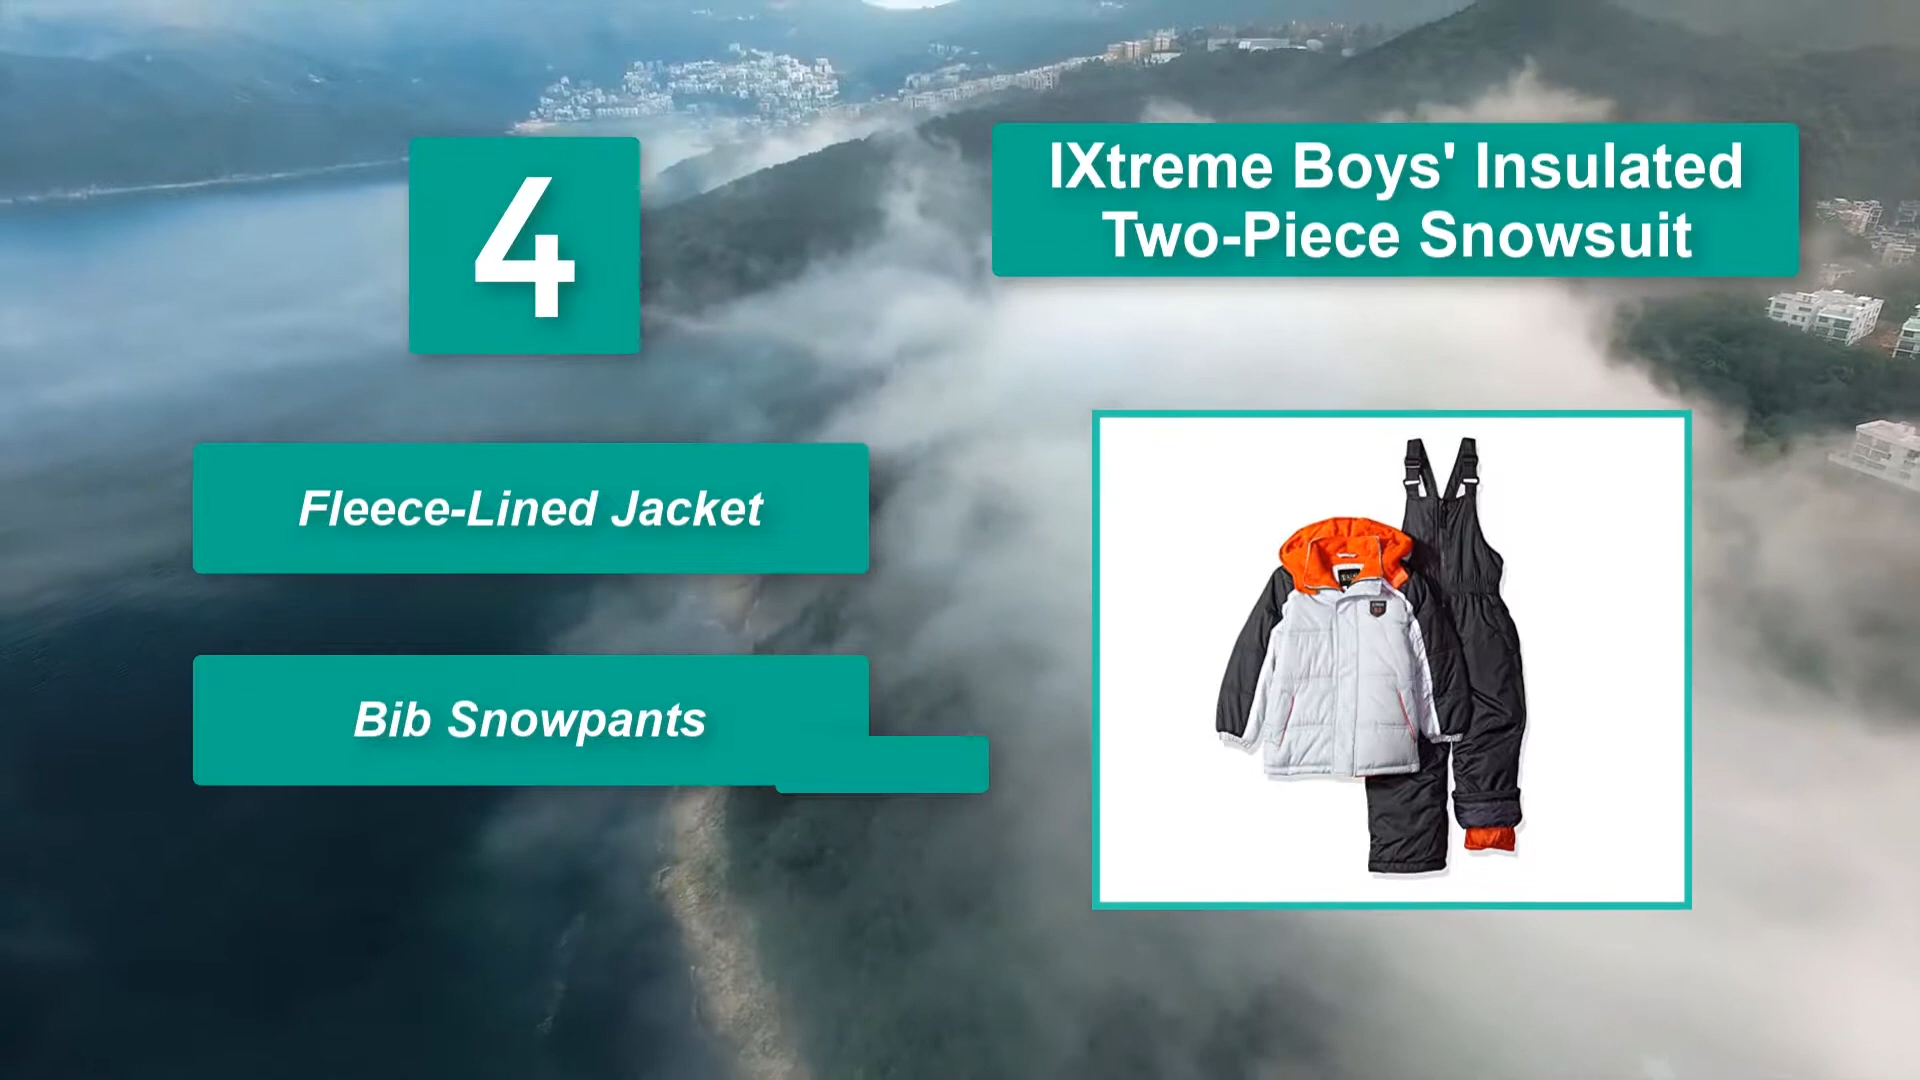 4
IXtreme Boys' Insulated
Two-Piece Snowsuit
Fleece-Lined Jacket
Bib Snowpants